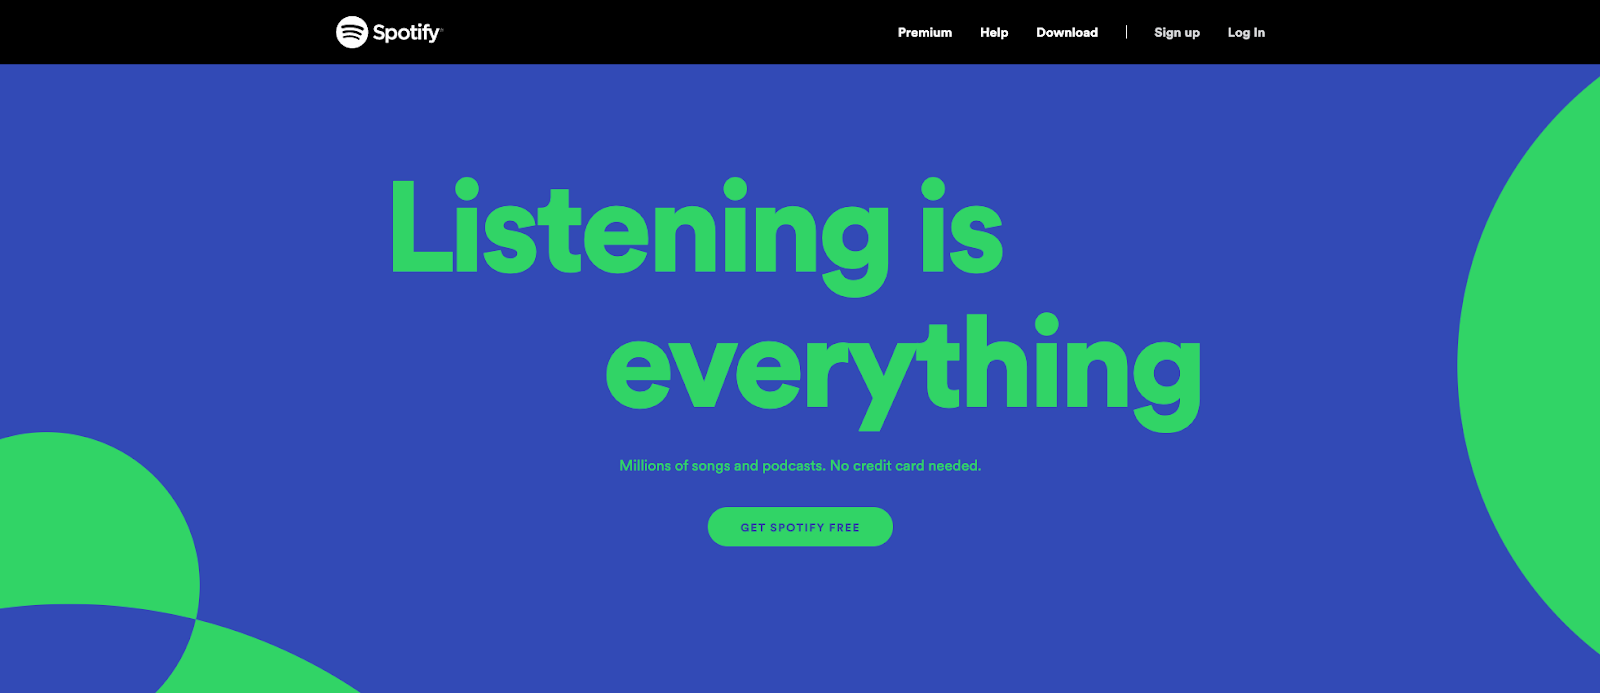 Spotify
Premium Help Download | Sign up Log In
Listening is
everything
Millions of songs and podcasts. No credit card needed.
GET SPOTIFY FREE